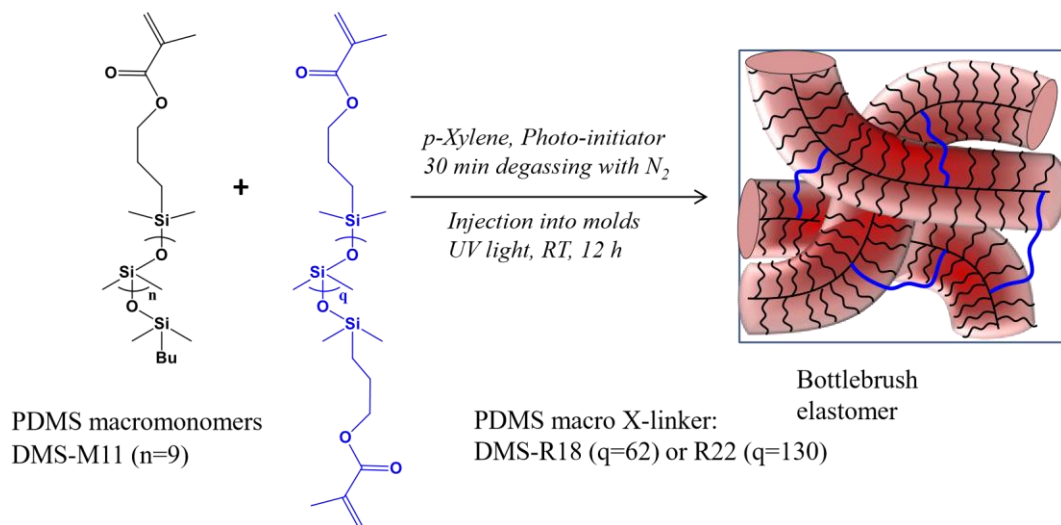 O
O
+
Si
O
Si
n
O
Si
Bu
O
O
Si
O
Si
q
O
Si
O
O
p-Xylene, Photo-initiator
30 min degassing with N2
Injection into molds
UV light, RT, 12 h
PDMS macromonomers
DMS-M11 (n=9)
PDMS macro X-linker:
DMS-R18 (q=62) or R22 (q=130)
Bottlebrush
elastomer